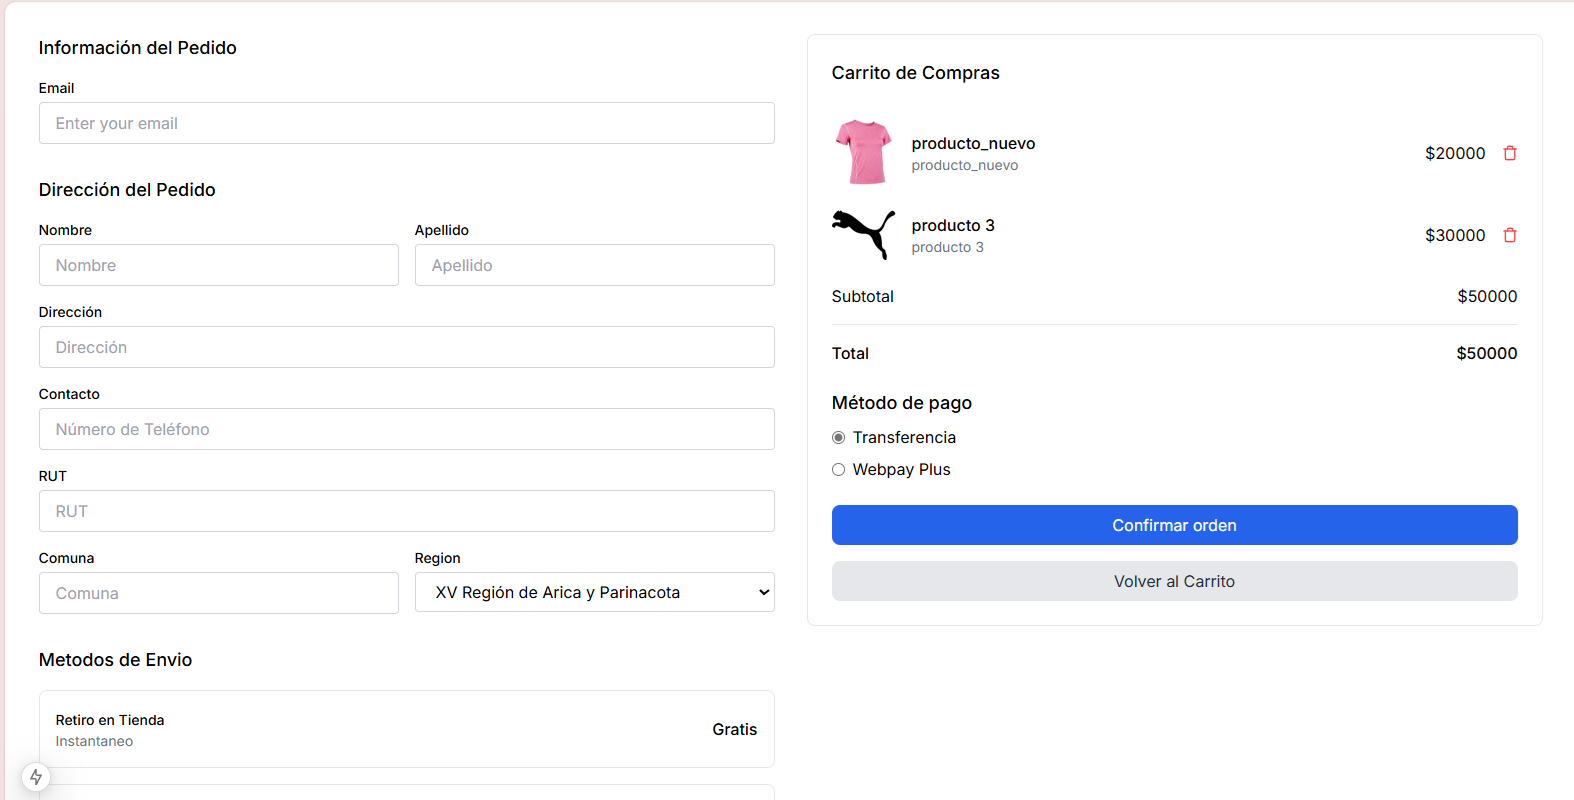 Información del Pedido
Email
Enter your email
Dirección del Pedido
Nombre Apellido
Nombre Apellido
Dirección
Dirección
Contacto
Número de Teléfono
RUT
RUT
Comuna Region
Comuna XV Región de Arica y Parinacota
Metodos de Envio
Retiro en Tienda
Instantaneo
Gratis
Carrito de Compras
producto_nuevo
producto_nuevo
$20000
producto 3
producto 3
$30000
Subtotal $50000
Total $50000
Método de pago
Transferencia
Webpay Plus
Confirmar orden
Volver al Carrito